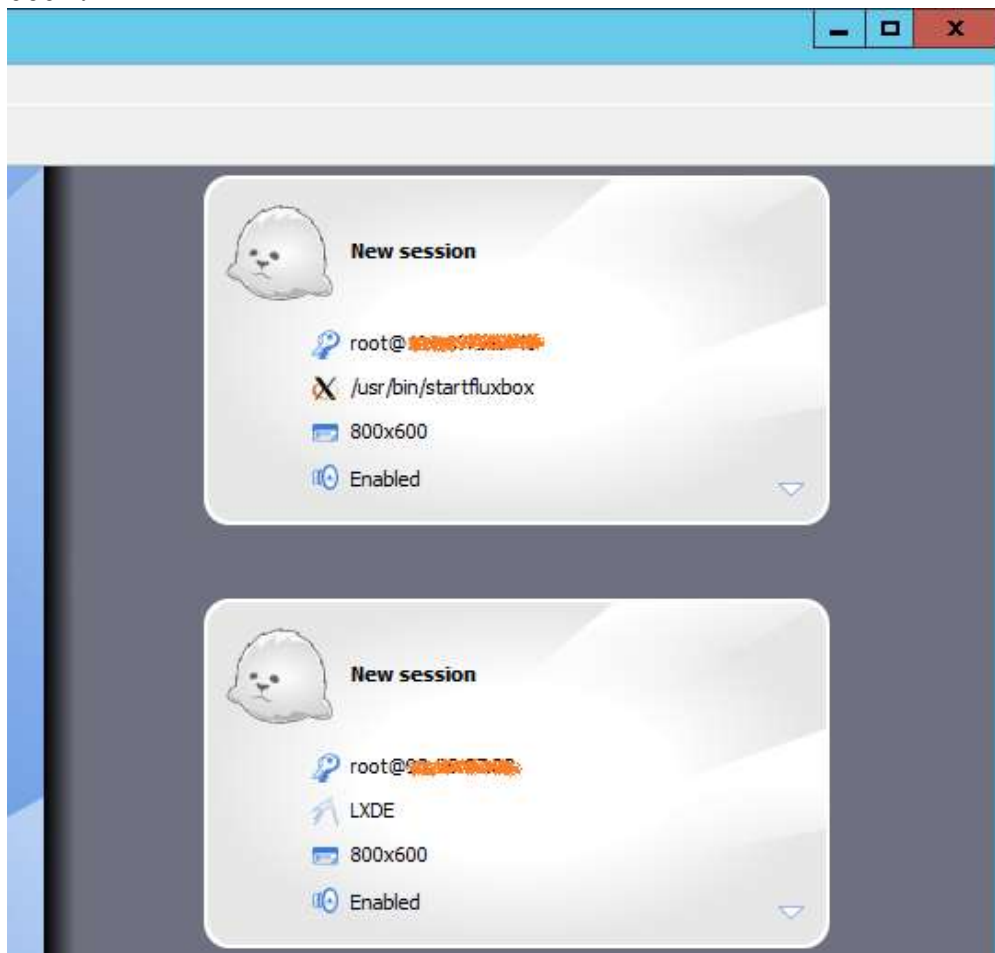 New session
root@
/usr/bin/startfluxbox
800x600
Enabled
New session
root@
LXDE
800x600
Enabled